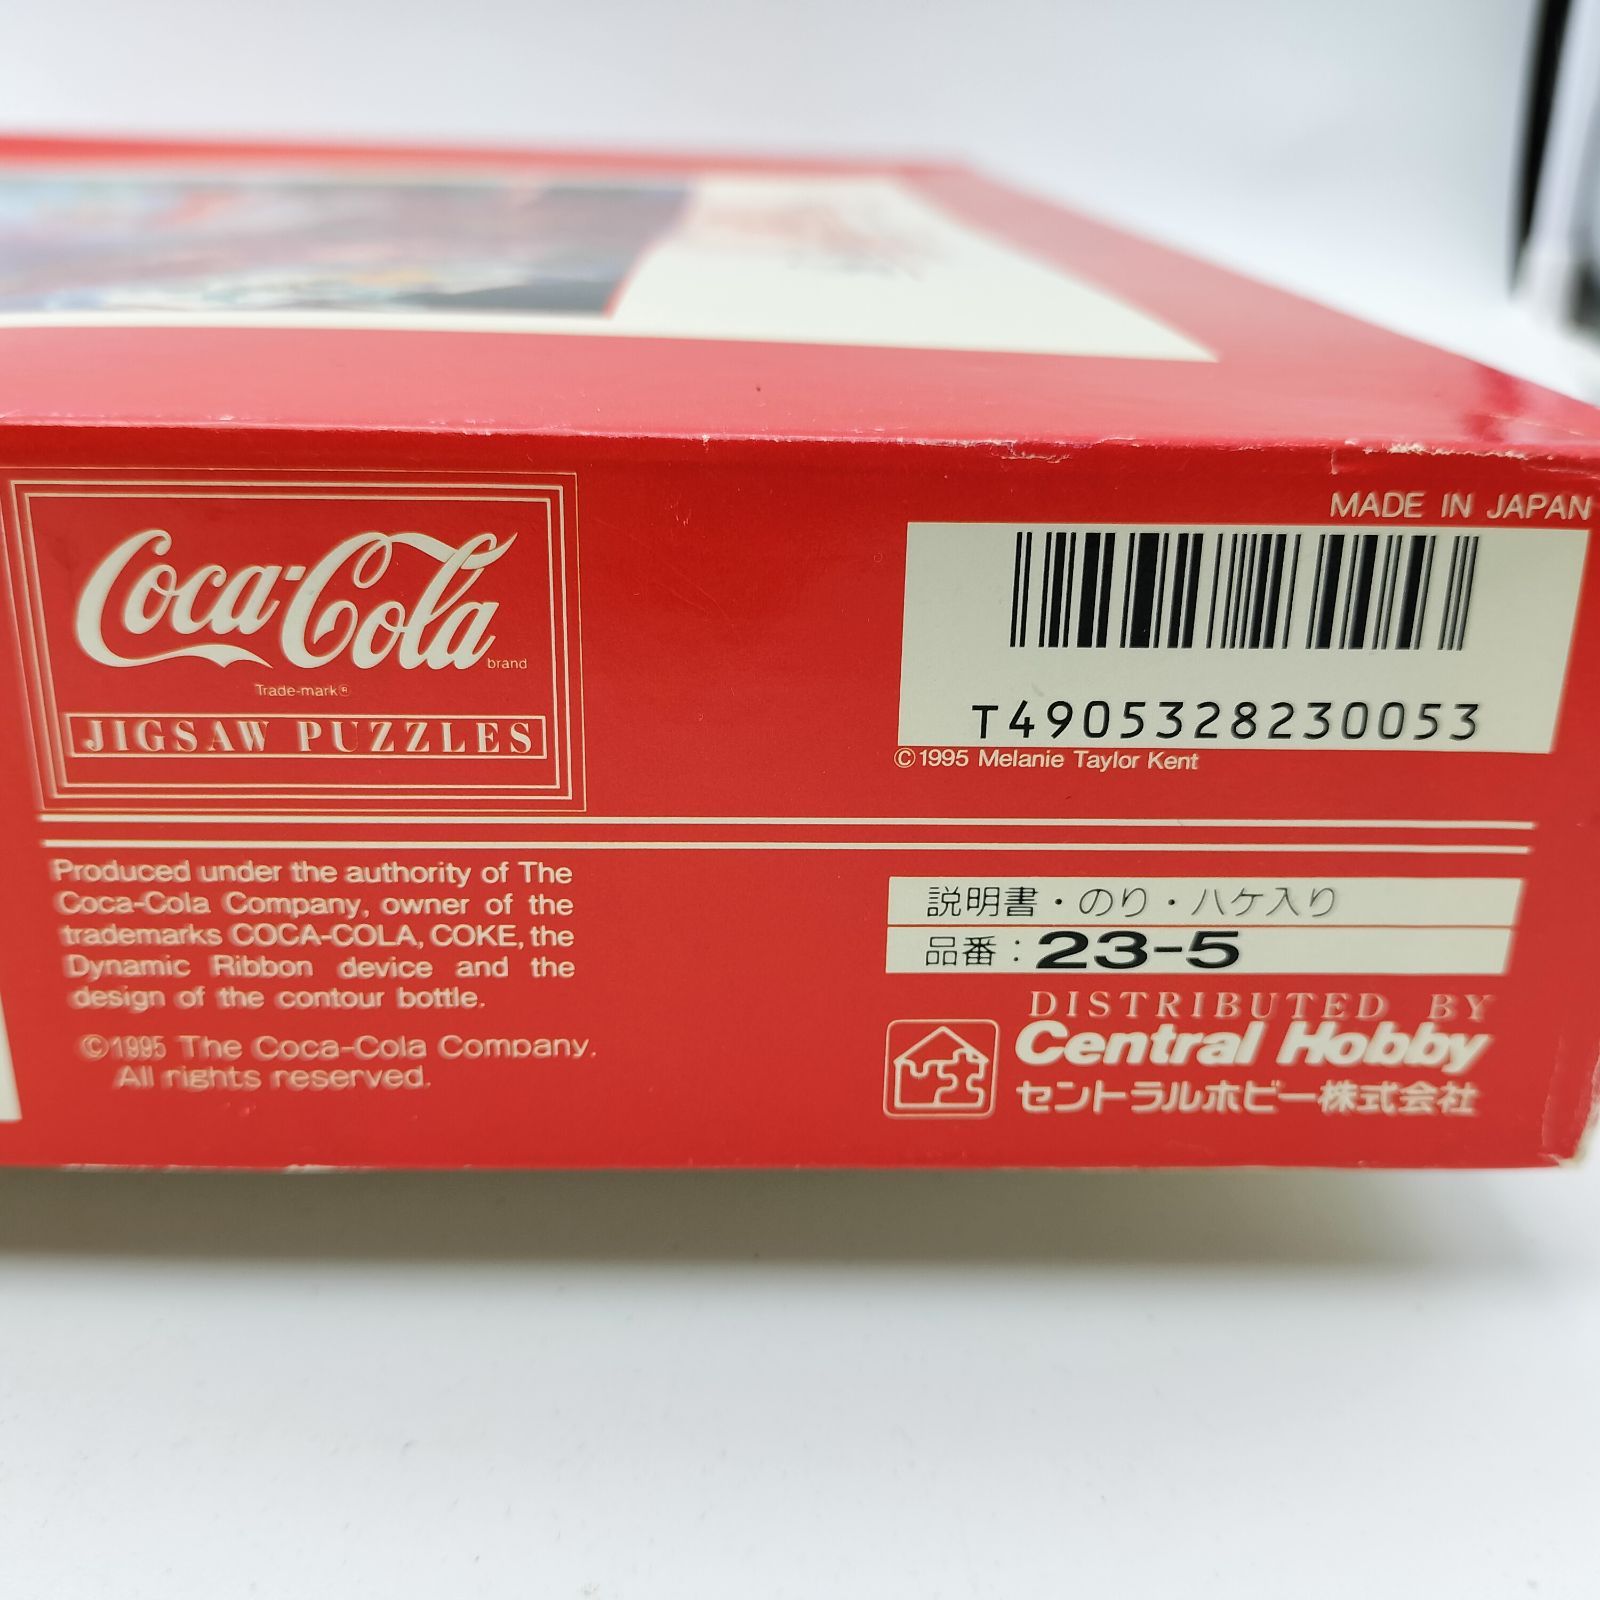 Coca-Cola
brand
Trade-mark®
JIGSAW PUZZLES
MADE IN JAPAN
T4905328230053
©1995 Melanie Taylor Kent
Produced under the authority of The
Coca-Cola Company, owner of the
trademarks COCA-COLA, COKE, the
Dynamic Ribbon device and the
design of the contour bottle.
©1995 The Coca-Cola Company.
All rights reserved.
説明書・のり・ハケ入り
品番：23-5
DISTRIBUTED BY
Central Hobby
セントラルホビー株式会社